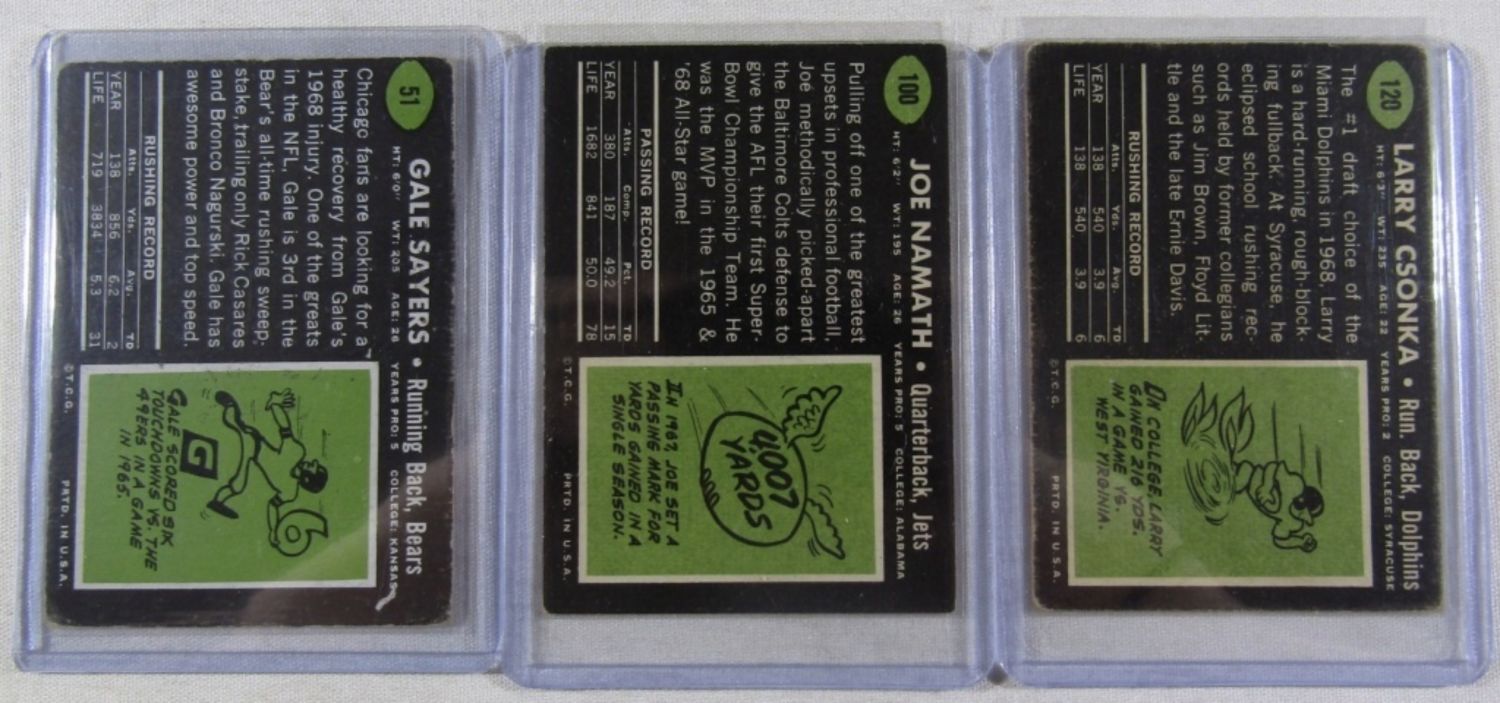 51
GALE SAYERS • Running Back, Bears
HT: 6'0" WT: 205 AGE: 26 YEARS PRO: 5 COLLEGE: KANSAS
Chicago fans are looking for a
healthy recovery from Gale's
1968 injury. One of the greats
in the NFL, Gale is 3rd in the
Bear's all-time rushing sweep-
stake, trailing only Rick Casares
and Bronco Nagurski. Gale has
awesome power and top speed.
RUSHING RECORD
Atts. Yds. Avg. TD
YEAR 138 856 6.2 2
LIFE 719 3834 5.3 31
G
6
GALE SCORED SIX
TOUCHDOWNS VS. THE
49ERS IN A GAME
IN 1965.
©T.C.G. PRTD. IN U.S.A.
100
JOE NAMATH • Quarterback, Jets
HT: 6'2" WT: 195 AGE: 26 YEARS PRO: 5 COLLEGE: ALABAMA
Pulling off one of the greatest
upsets in professional football,
Joe methodically picked-apart
the Baltimore Colts defense to
give the AFL their first Super-
Bowl Championship Team. He
was the MVP in the 1965 &
'68 All-Star game!
PASSING RECORD
Atts. Comp. Pct. TD
YEAR 380 187 49.2 15
LIFE 1682 841 50.0 78
4,007
YARDS
IN 1967, JOE SET A
PASSING MARK FOR
YARDS GAINED IN A
SINGLE SEASON.
©T.C.G. PRTD. IN U.S.A.
120
LARRY CSONKA • Run. Back, Dolphins
HT: 6'3" WT: 235 AGE: 22 YEARS PRO: 2 COLLEGE: SYRACUSE
The #1 draft choice of the
Miami Dolphins in 1968, Larry
is a hard-running, rough-block-
ing fullback. At Syracuse, he
eclipsed school rushing rec-
ords held by former collegians
such as Jim Brown, Floyd Lit-
tle and the late Ernie Davis.
RUSHING RECORD
Atts. Yds. Avg. TD
YEAR 138 540 3.9 6
LIFE 138 540 3.9 6
IN COLLEGE, LARRY
GAINED 216 YDS.
IN A GAME VS.
WEST VIRGINIA.
©T.C.G. PRTD. IN U.S.A.